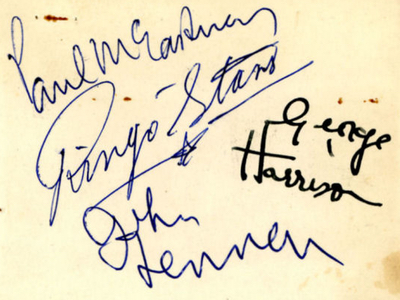 Paul McCartney
Ringo Starr
George
Harrison
John
Lennon